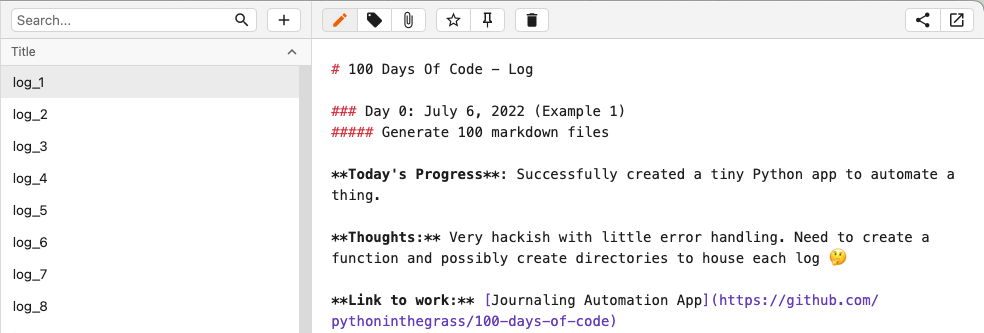 Search...
Title
log_1
log_2
log_3
log_4
log_5
log_6
log_7
log_8
# 100 Days Of Code - Log
### Day 0: July 6, 2022 (Example 1)
##### Generate 100 markdown files
**Today's Progress**: Successfully created a tiny Python app to automate a
thing.
**Thoughts:** Very hackish with little error handling. Need to create a
function and possibly create directories to house each log 🤔
**Link to work:** [Journaling Automation App](https://github.com/
pythoninthegrass/100-days-of-code)